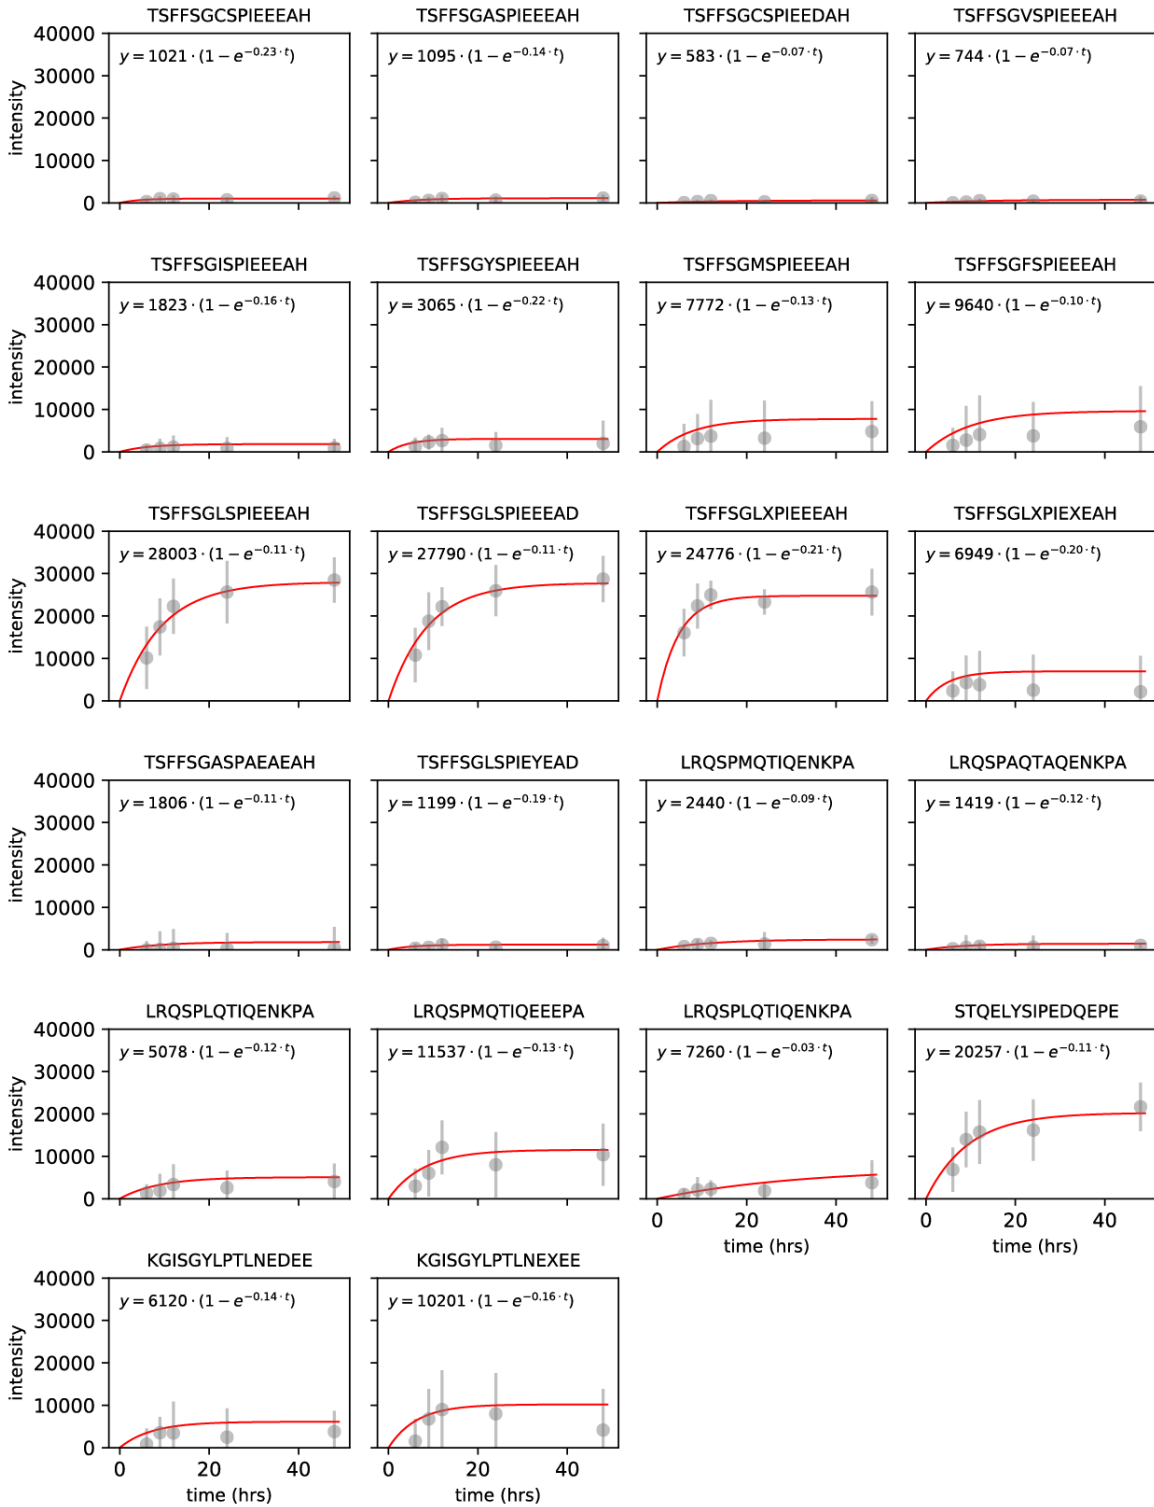 TSFFSGCSPIEEEAH TSFFSGASPIEEEAH TSFFSGCSPIEEDAH TSFFSGVSPIEEEAH
40000
y = 1021 · (1 − e^{−0.23 · t}) y = 1095 · (1 − e^{−0.14 · t}) y = 583 · (1 − e^{−0.07 · t}) y = 744 · (1 − e^{−0.07 · t})
30000
20000
10000
0
intensity
TSFFSGISPIEEEAH TSFFSGYSPIEEEAH TSFFSGMSPIEEEAH TSFFSGFSPIEEEAH
40000
y = 1823 · (1 − e^{−0.16 · t}) y = 3065 · (1 − e^{−0.22 · t}) y = 7772 · (1 − e^{−0.13 · t}) y = 9640 · (1 − e^{−0.10 · t})
30000
20000
10000
0
intensity
TSFFSGLSPIEEEAH TSFFSGLSPIEEEAD TSFFSGLXPIEEEAH TSFFSGLXPIEXEAH
40000
y = 28003 · (1 − e^{−0.11 · t}) y = 27790 · (1 − e^{−0.11 · t}) y = 24776 · (1 − e^{−0.21 · t}) y = 6949 · (1 − e^{−0.20 · t})
30000
20000
10000
0
intensity
TSFFSGASPAEAEAH TSFFSGLSPIEYEAD LRQSPMQTIQENKPA LRQSPAQTAQENKPA
40000
y = 1806 · (1 − e^{−0.11 · t}) y = 1199 · (1 − e^{−0.19 · t}) y = 2440 · (1 − e^{−0.09 · t}) y = 1419 · (1 − e^{−0.12 · t})
30000
20000
10000
0
intensity
LRQSPLQTIQENKPA LRQSPMQTIQEEEPA LRQSPLQTIQENKPA STQELYSIPEDQEPE
40000
y = 5078 · (1 − e^{−0.12 · t}) y = 11537 · (1 − e^{−0.13 · t}) y = 7260 · (1 − e^{−0.03 · t}) y = 20257 · (1 − e^{−0.11 · t})
30000
20000
10000
0
intensity
0 20 40 0 20 40
time (hrs) time (hrs)
KGISGYLPTLNEDEE KGISGYLPTLNEXEE
40000
y = 6120 · (1 − e^{−0.14 · t}) y = 10201 · (1 − e^{−0.16 · t})
30000
20000
10000
0
intensity
0 20 40 0 20 40
time (hrs) time (hrs)